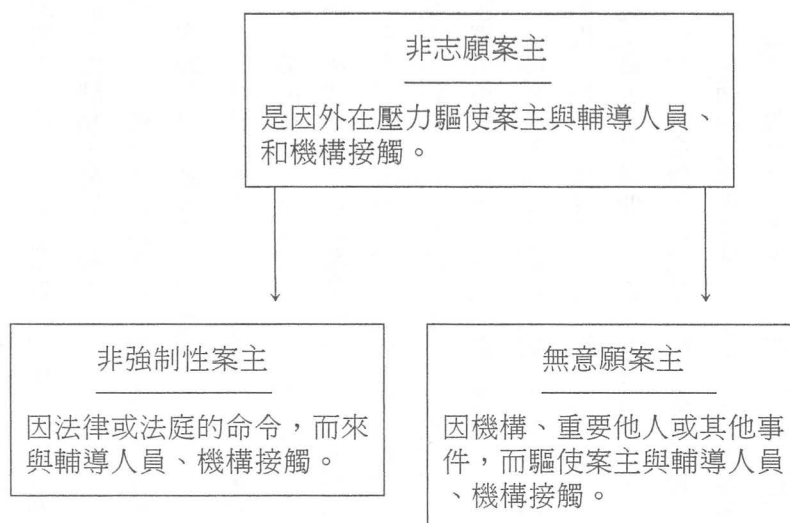 非志願案主
是因外在壓力驅使案主與輔導人員、
和機構接觸。
非強制性案主
因法律或法庭的命令,而來
與輔導人員、機構接觸。
無意願案主
因機構、重要他人或其他事
件,而驅使案主與輔導人員
、機構接觸。